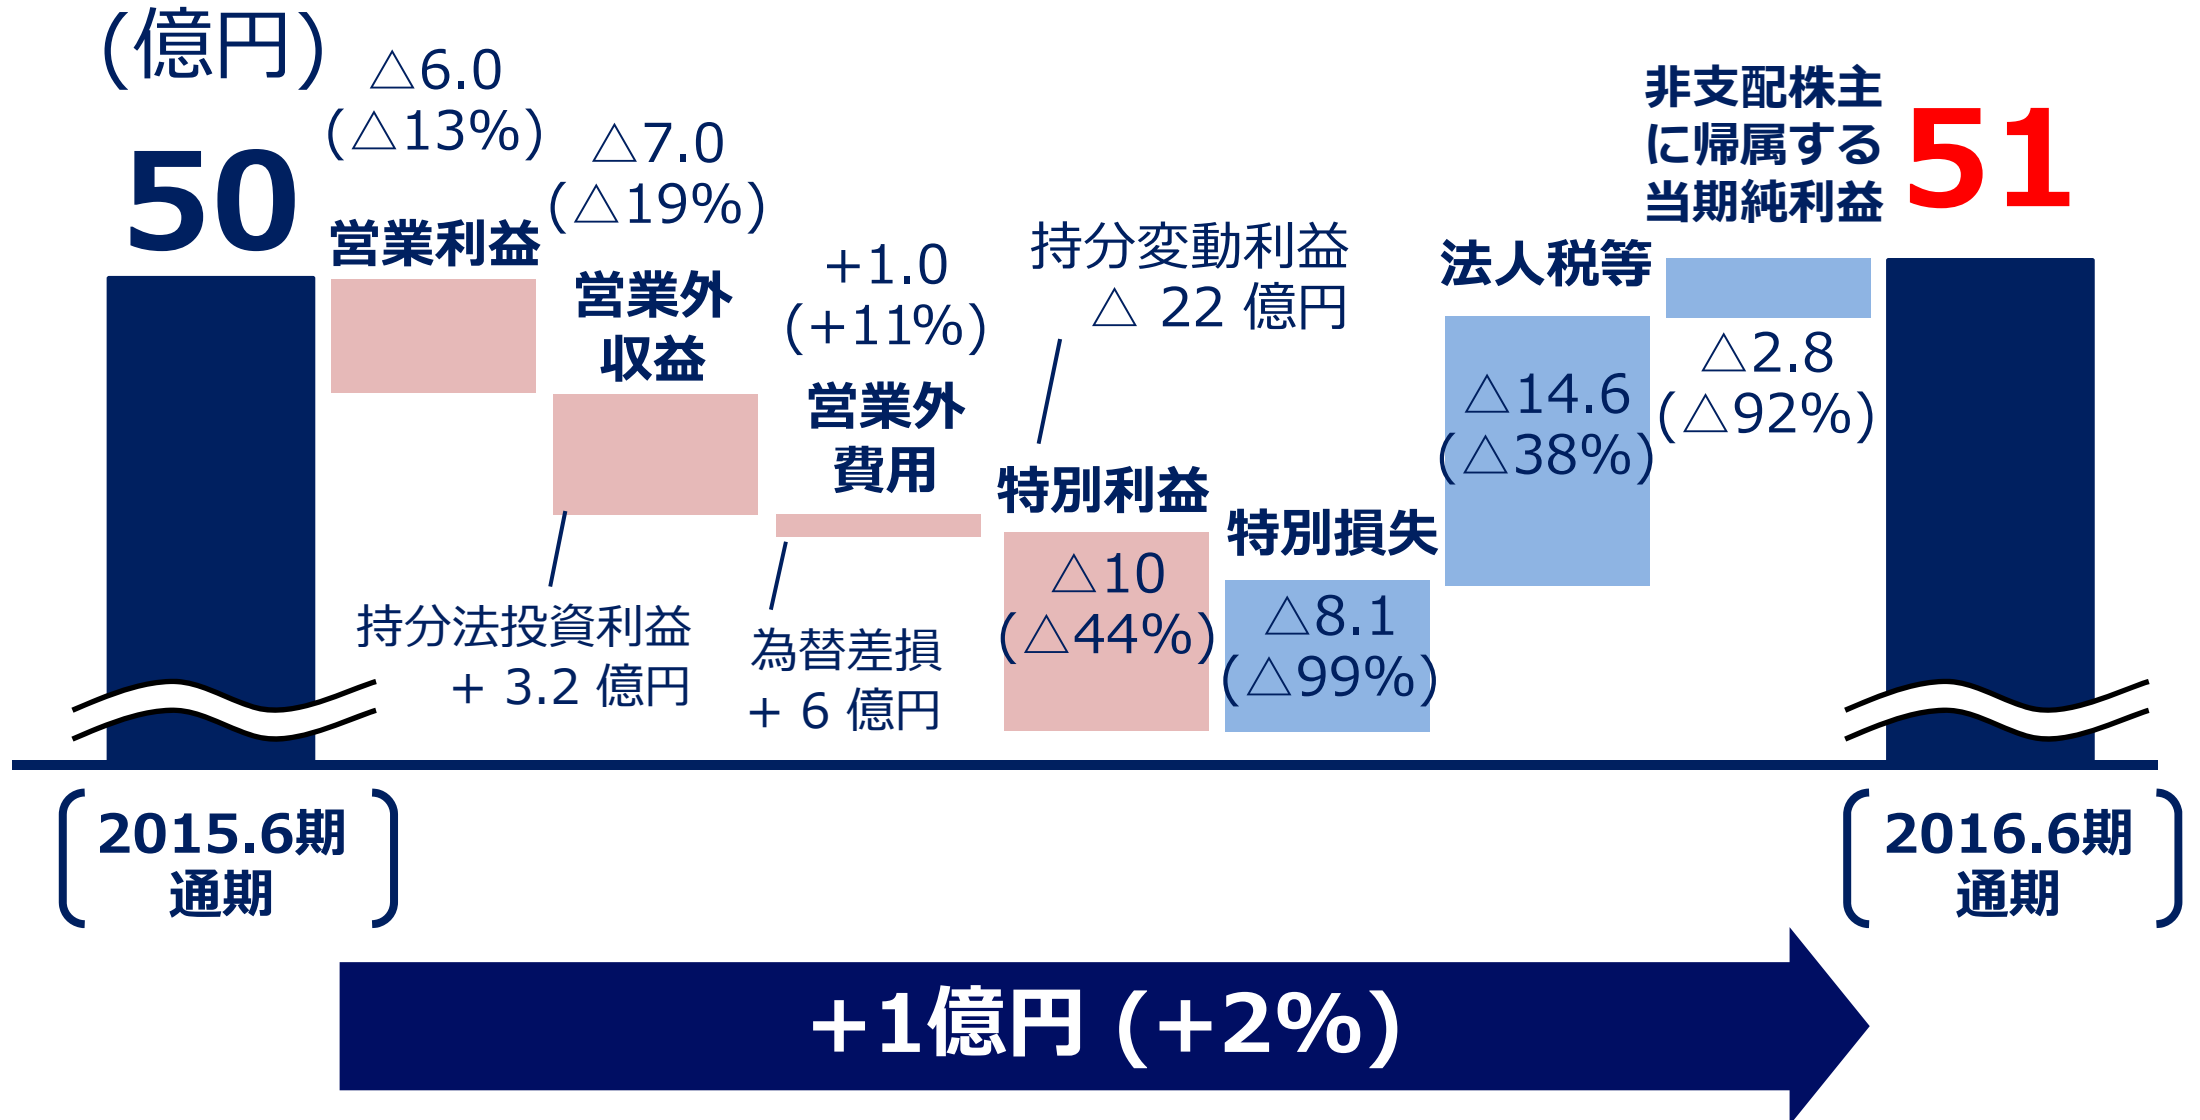 (億円)
50
△6.0
(△13%)
営業利益
△7.0
(△19%)
営業外
収益
持分法投資利益
+ 3.2 億円
+1.0
(+11%)
営業外
費用
為替差損
+ 6 億円
持分変動利益
△ 22 億円
特別利益
△10
(△44%)
特別損失
△8.1
(△99%)
法人税等
△14.6
(△38%)
非支配株主
に帰属する
当期純利益
△2.8
(△92%)
51
2015.6期
通期
2016.6期
通期
+1億円 (+2%)